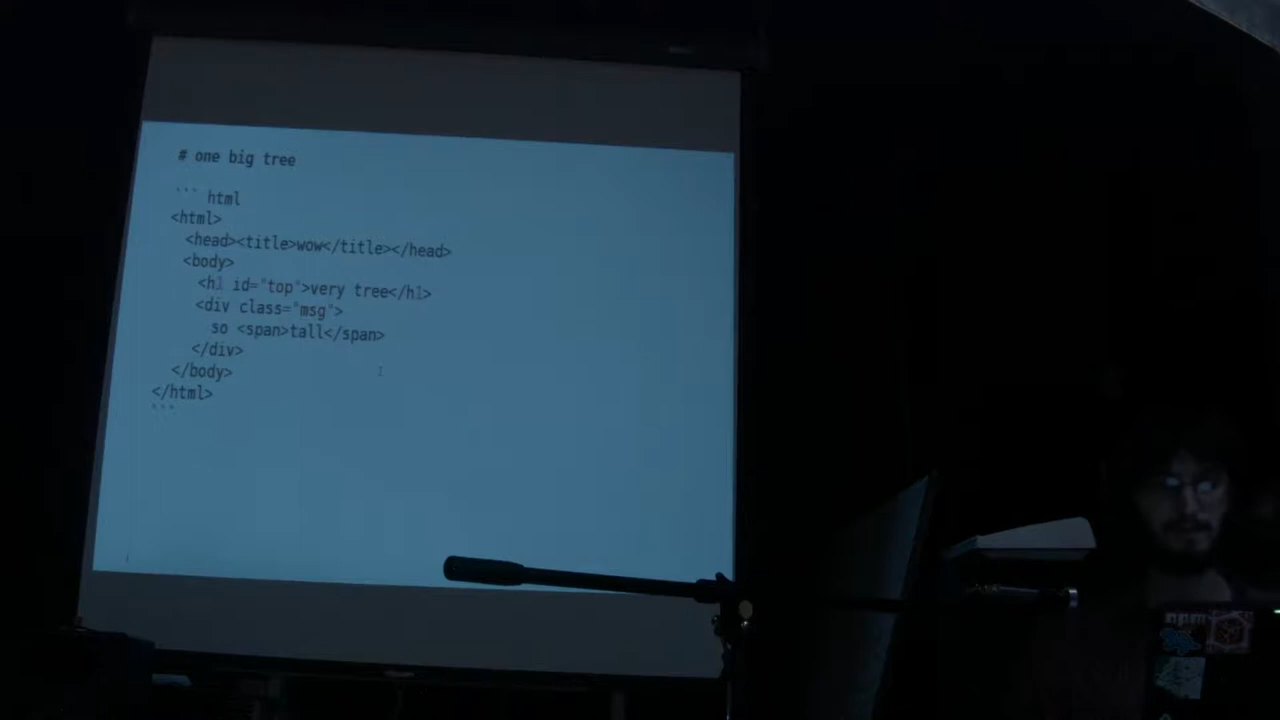 # one big tree
``` html
<html>
<head><title>wow</title></head>
<body>
<h1 id="top">very tree</h1>
<div class="msg">
so <span>tall</span>
</div>
</body>
</html>
```
npm